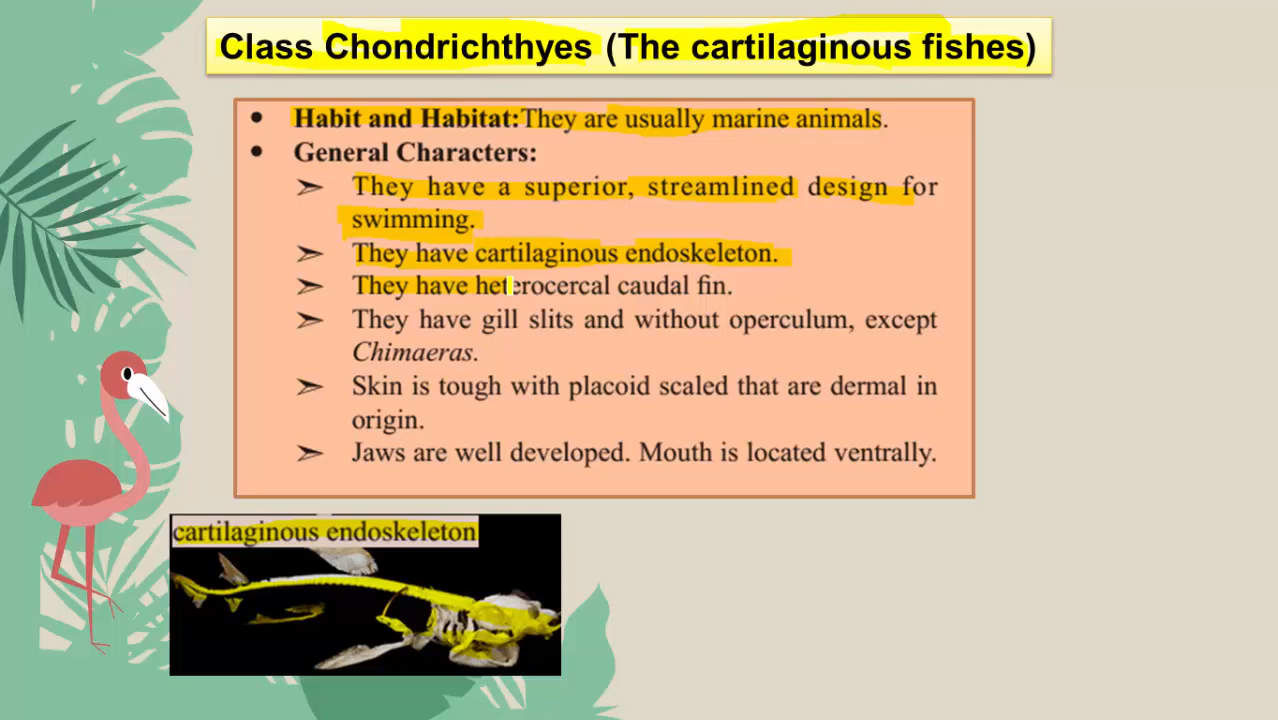 Class Chondrichthyes (The cartilaginous fishes)
• Habit and Habitat:They are usually marine animals.
• General Characters:
➢ They have a superior, streamlined design for
swimming.
➢ They have cartilaginous endoskeleton.
➢ They have heterocercal caudal fin.
➢ They have gill slits and without operculum, except
Chimaeras.
➢ Skin is tough with placoid scaled that are dermal in
origin.
➢ Jaws are well developed. Mouth is located ventrally.
cartilaginous endoskeleton